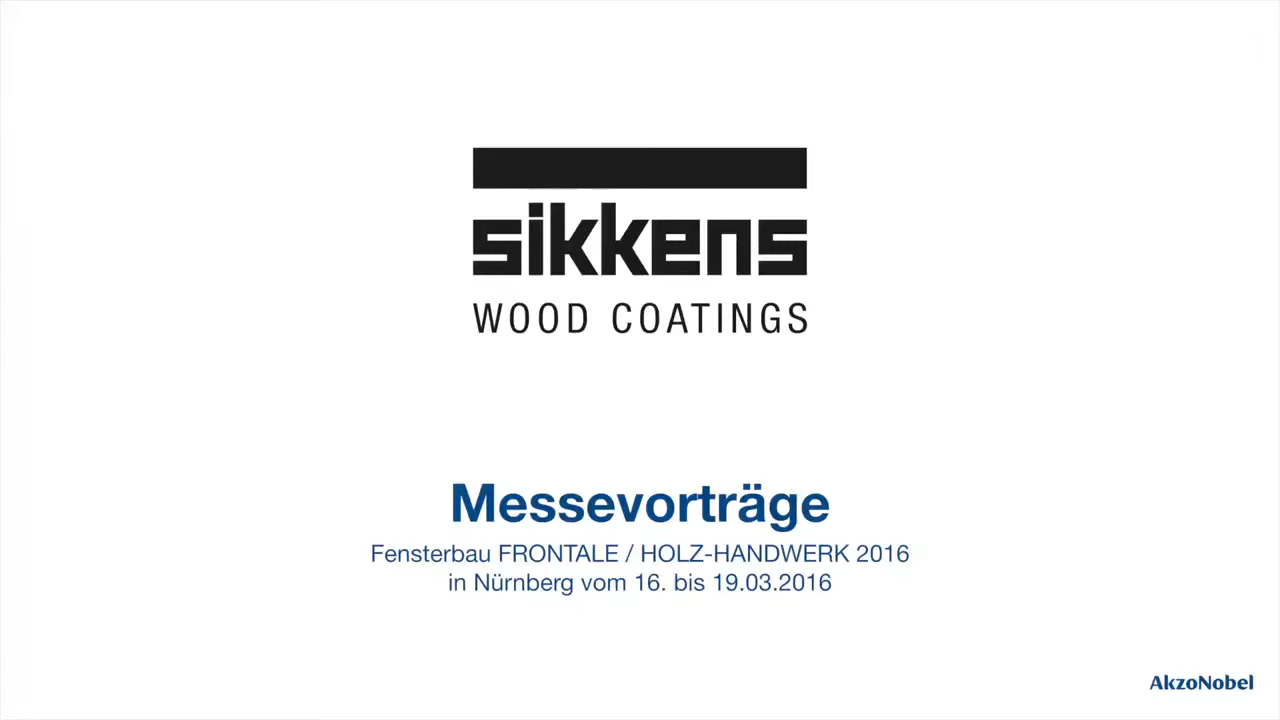 sikkens
WOOD COATINGS
Messevorträge
Fensterbau FRONTALE / HOLZ-HANDWERK 2016
in Nürnberg vom 16. bis 19.03.2016
AkzoNobel